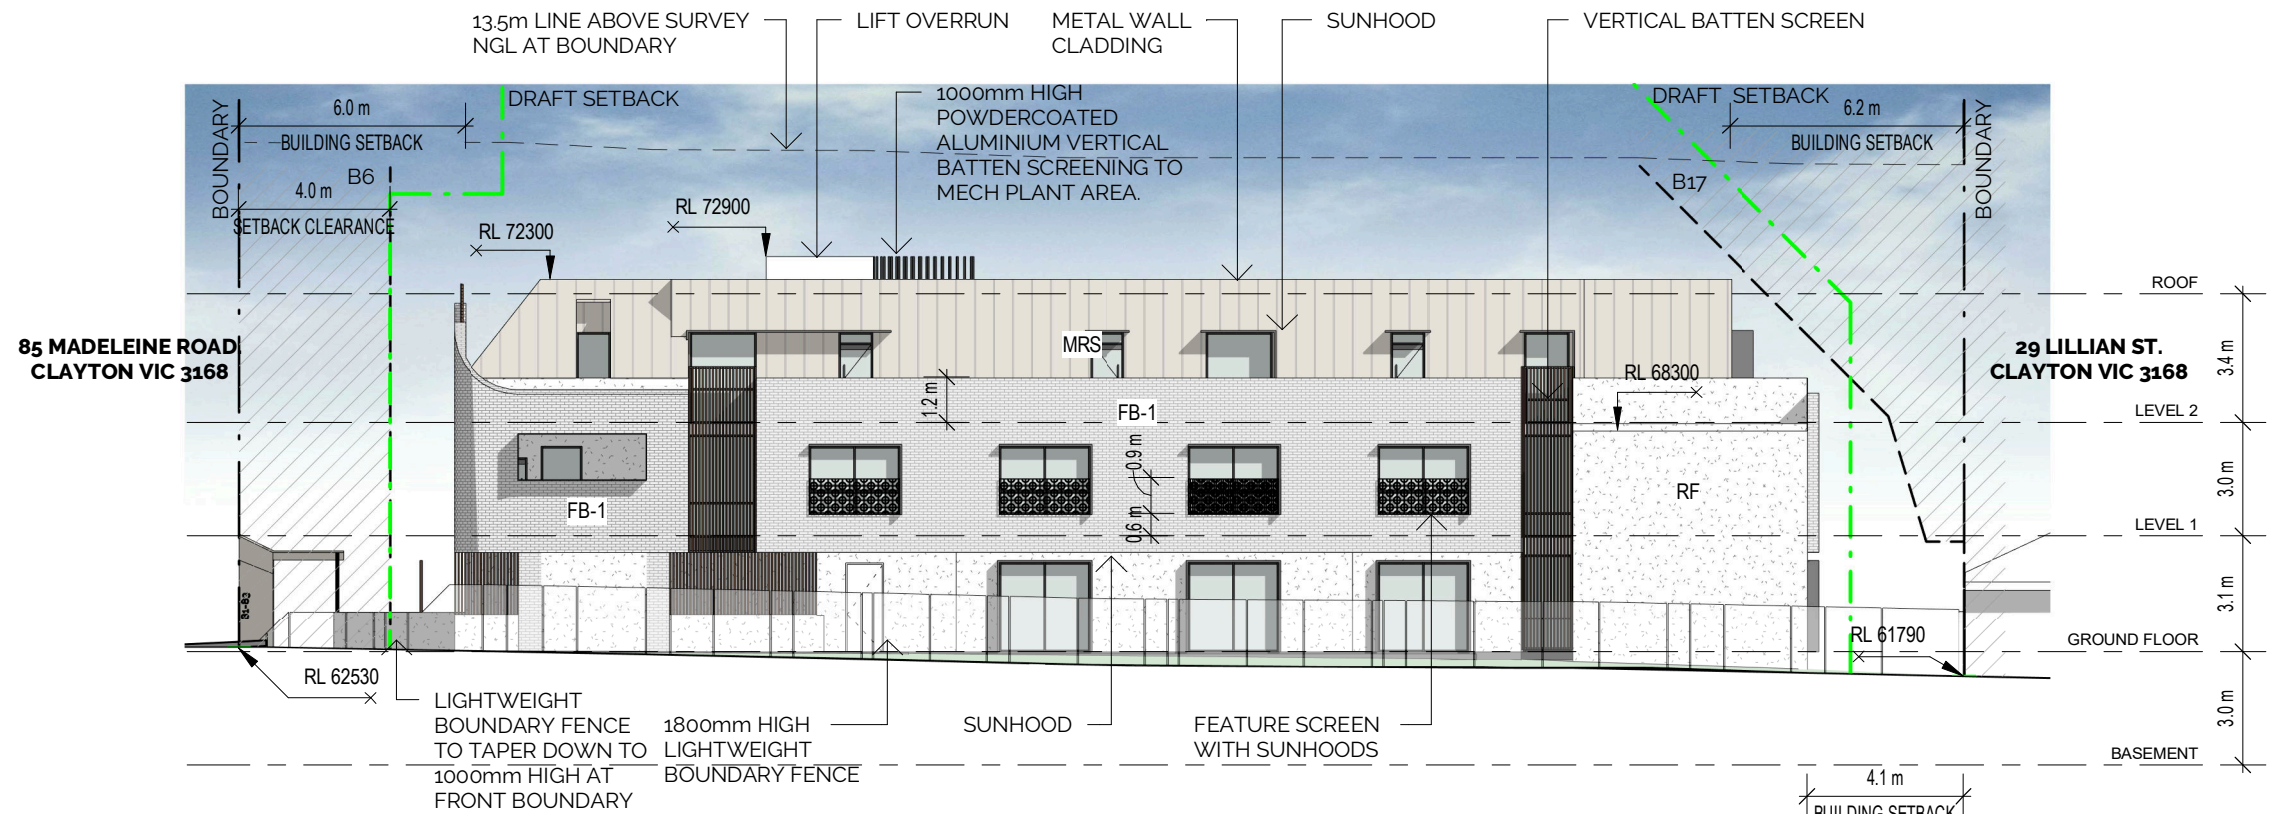 13.5m LINE ABOVE SURVEY
NGL AT BOUNDARY
LIFT OVERRUN
METAL WALL
CLADDING
SUNHOOD
VERTICAL BATTEN SCREEN
BOUNDARY
6.0 m
BUILDING SETBACK
DRAFT SETBACK
1000mm HIGH
POWDERCOATED
ALUMINIUM VERTICAL
BATTEN SCREENING TO
MECH PLANT AREA.
DRAFT SETBACK
6.2 m
BUILDING SETBACK
BOUNDARY
B6
4.0 m
SETBACK CLEARANCE
B17
RL 72300
RL 72900
ROOF
85 MADELEINE ROAD,
CLAYTON VIC 3168
MRS
29 LILLIAN ST.
CLAYTON VIC 3168
3.4 m
RL 68300
1.2 m
FB-1
LEVEL 2
0.9 m
3.0 m
FB-1
RF
0.6 m
LEVEL 1
81-83
3.1 m
RL 61790
GROUND FLOOR
RL 62530
3.0 m
LIGHTWEIGHT
BOUNDARY FENCE
TO TAPER DOWN TO
1000mm HIGH AT
FRONT BOUNDARY
1800mm HIGH
LIGHTWEIGHT
BOUNDARY FENCE
SUNHOOD
FEATURE SCREEN
WITH SUNHOODS
BASEMENT
4.1 m
BUILDING SETBACK